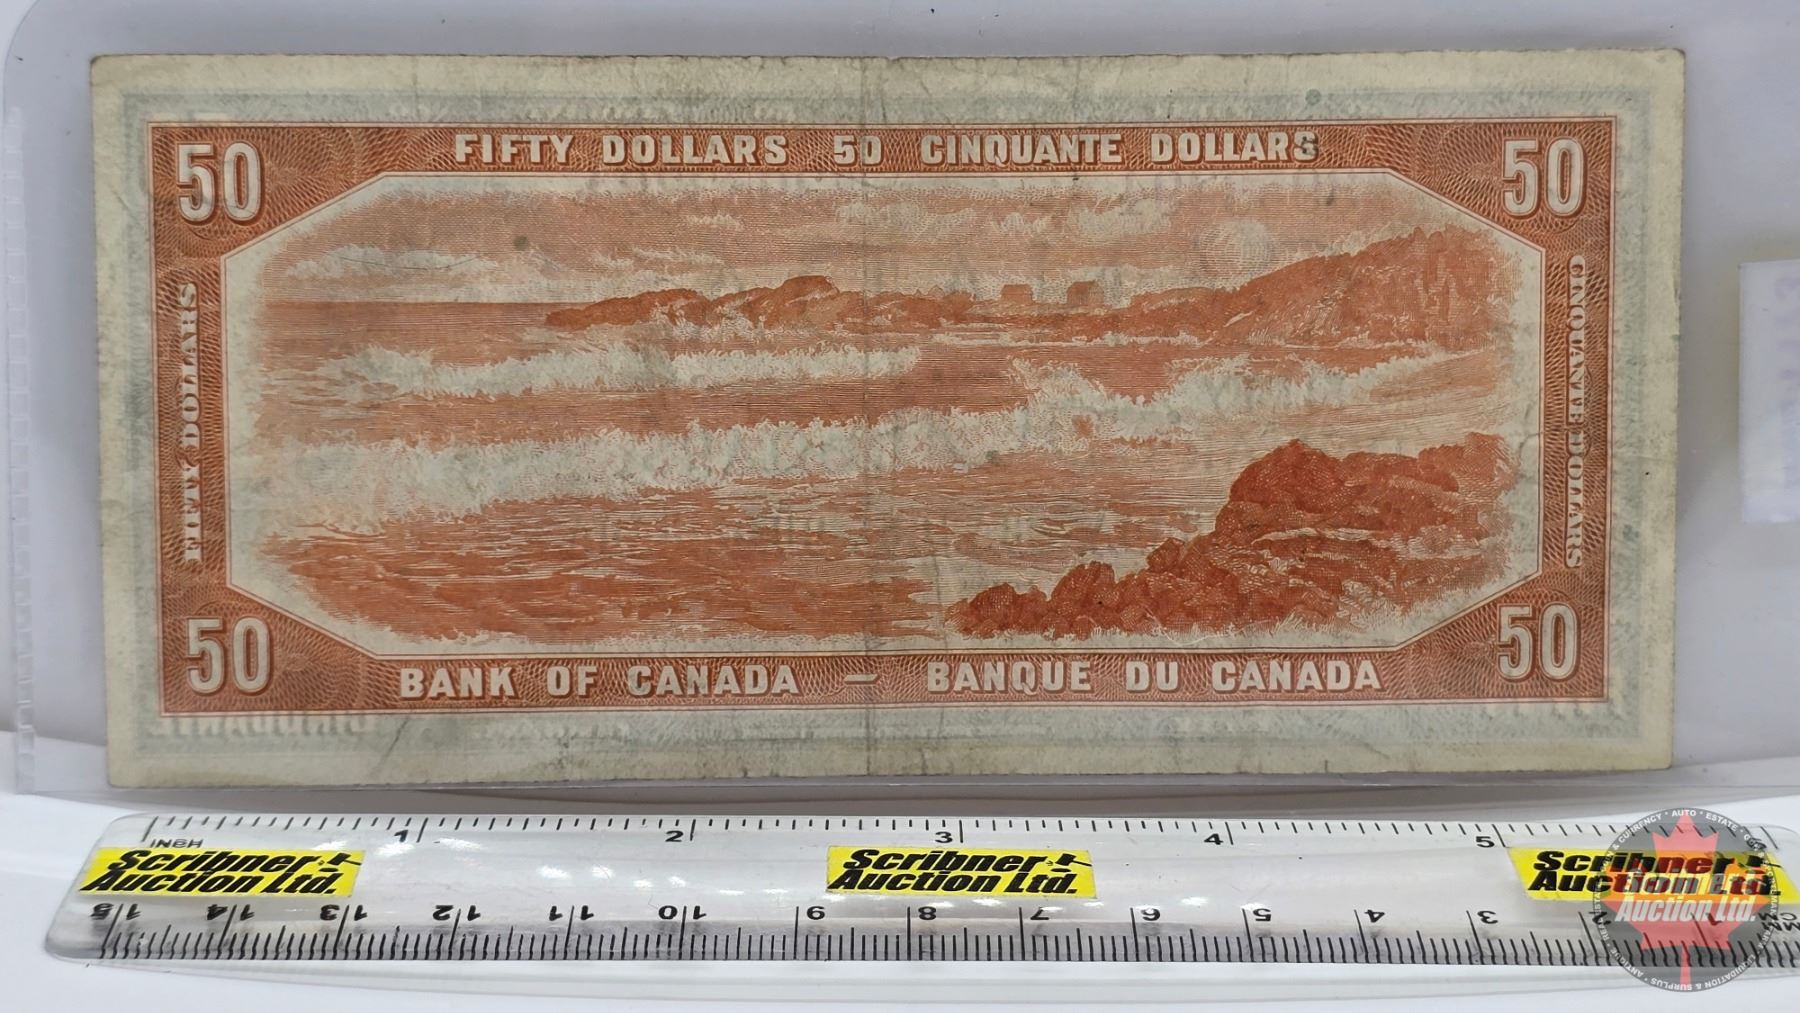 50 FIFTY DOLLARS 50 CINQUANTE DOLLARS 50
FIFTY DOLLARS
CINQUANTE DOLLARS
50 BANK OF CANADA — BANQUE DU CANADA 50
INCH 1 2 3 4 5
Scribner
Auction Ltd.
Scribner
Auction Ltd.
Scribner
Auction Ltd.
15 14 13 12 11 10 9 8 7 6 5 4 3 2 1
Auction Ltd.